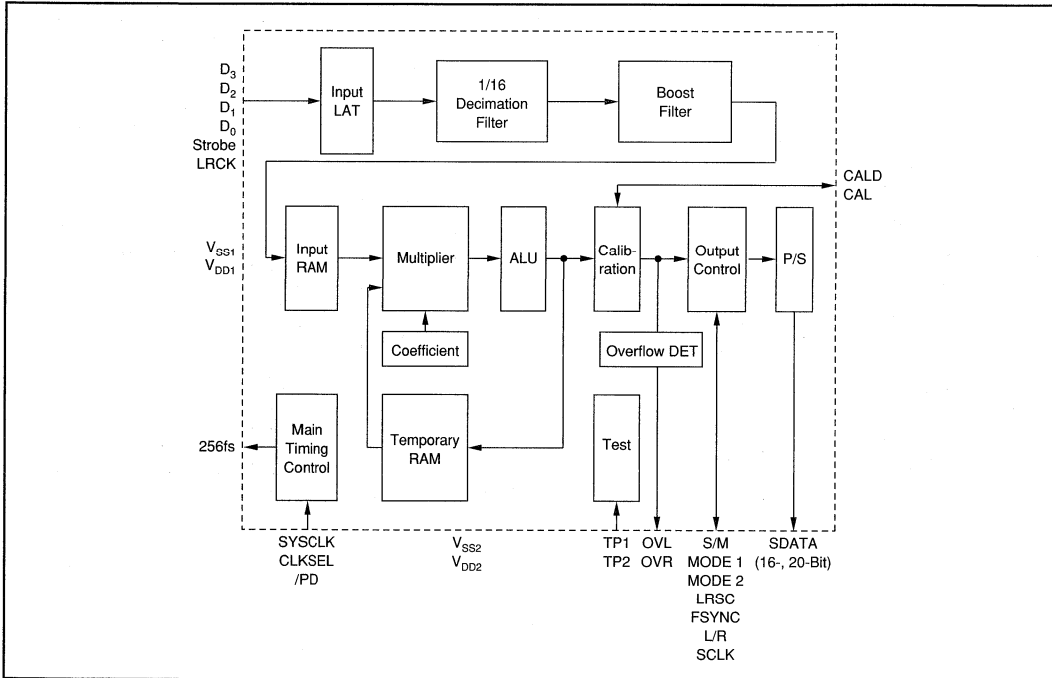 D3
D2
D1
D0
Strobe
LRCK
Input
LAT
1/16
Decimation
Filter
Boost
Filter
CALD
CAL
VSS1
VDD1
Input
RAM
Multiplier
ALU
Calib-
ration
Output
Control
P/S
Coefficient
Overflow DET
256fs
Main
Timing
Control
Temporary
RAM
Test
SYSCLK
CLKSEL
/PD
VSS2
VDD2
TP1
TP2
OVL
OVR
S/M
MODE 1
MODE 2
LRSC
FSYNC
L/R
SCLK
SDATA
(16-, 20-Bit)